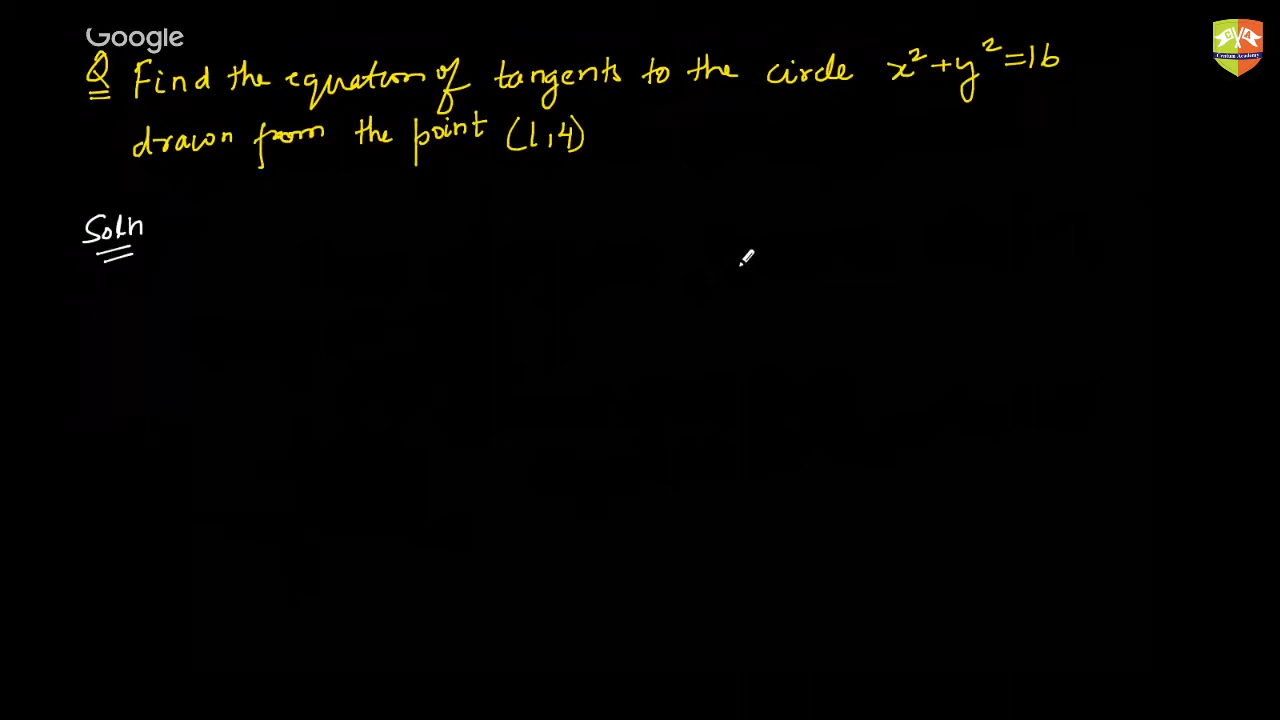 Google
Q Find the equation of tangents to the circle x²+y²=16
drawn from the point (1,4)
Soln